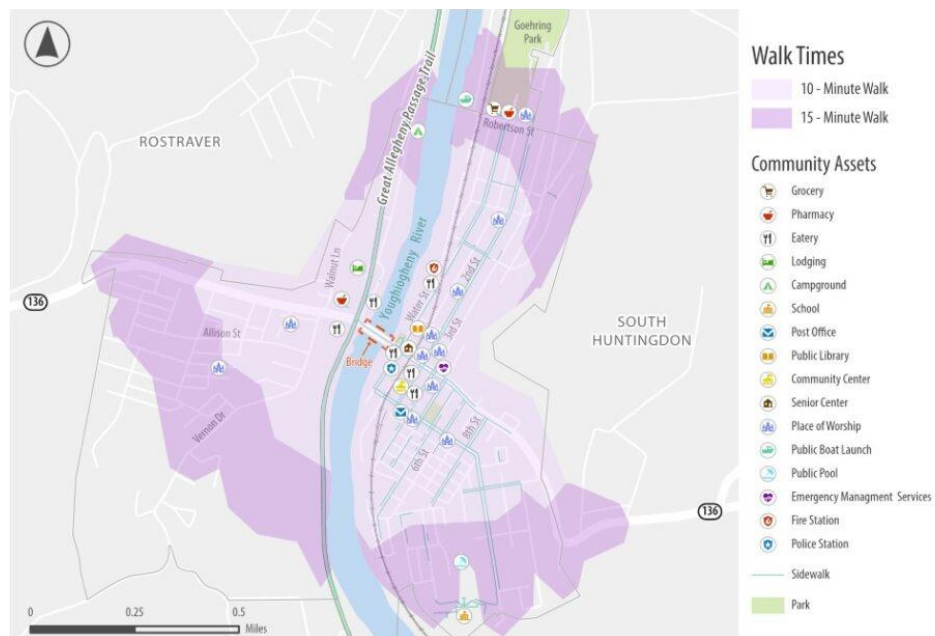 Goehring
Park
Great Allegheny Passage Trail
ROSTRAVER
Robertson St
Youghiogheny River
Walnut Ln
136
Water St
2nd St
3rd St
Allison St
Bridge
SOUTH
HUNTINGDON
Vernon Dr
6th St
8th St
136
0
0.25
0.5
Miles
Walk Times
10 - Minute Walk
15 - Minute Walk
Community Assets
Grocery
Pharmacy
Eatery
Lodging
Campground
School
Post Office
Public Library
Community Center
Senior Center
Place of Worship
Public Boat Launch
Public Pool
Emergency Managment Services
Fire Station
Police Station
Sidewalk
Park